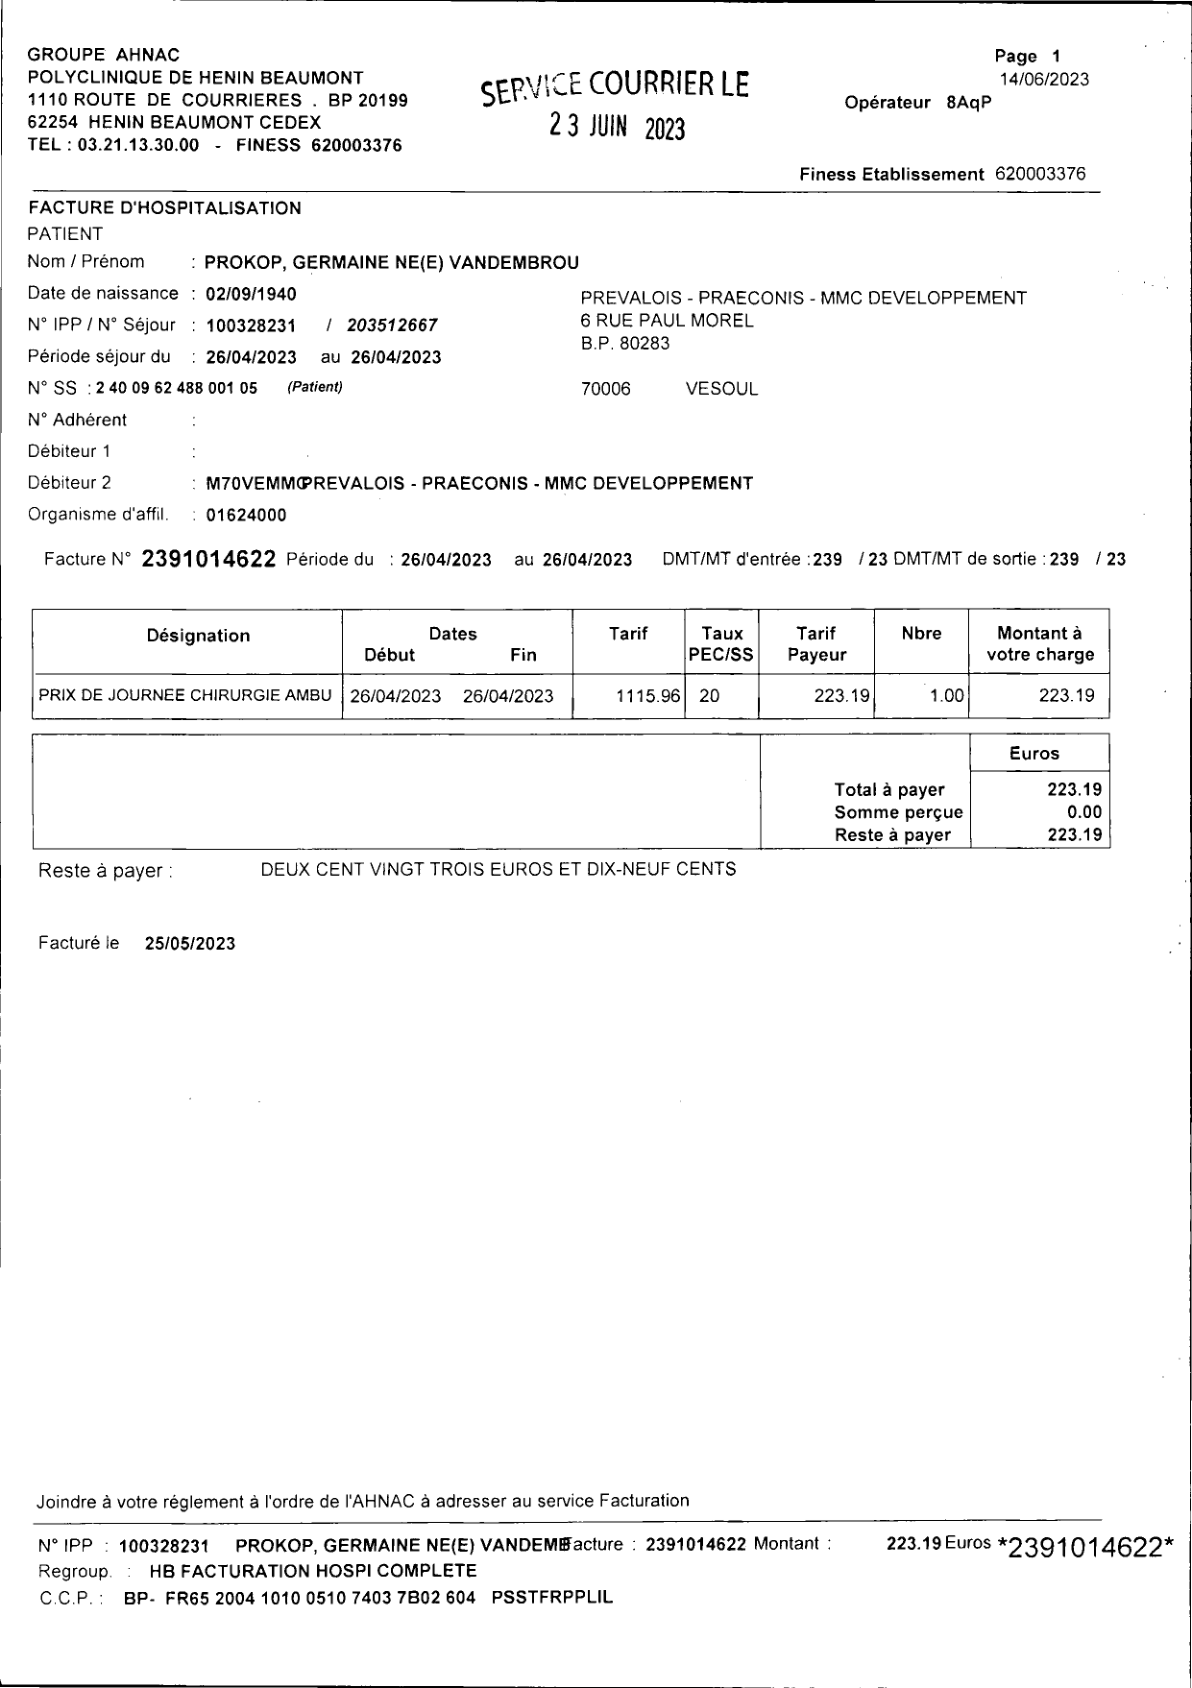 GROUPE AHNAC
POLYCLINIQUE DE HENIN BEAUMONT
1110 ROUTE DE COURRIERES . BP 20199
62254 HENIN BEAUMONT CEDEX
TEL : 03.21.13.30.00 - FINESS 620003376
SERVICE COURRIER LE
23 JUIN 2023
Page 1
14/06/2023
Opérateur 8AqP
Finess Etablissement 620003376
FACTURE D'HOSPITALISATION
PATIENT
Nom / Prénom : PROKOP, GERMAINE NE(E) VANDEMBROU
Date de naissance : 02/09/1940
N° IPP / N° Séjour : 100328231 / 203512667
Période séjour du : 26/04/2023 au 26/04/2023
N° SS : 2 40 09 62 488 001 05 (Patient)
N° Adhérent :
Débiteur 1 :
Débiteur 2 : M70VEMMCPREVALOIS - PRAECONIS - MMC DEVELOPPEMENT
Organisme d'affil. : 01624000
PREVALOIS - PRAECONIS - MMC DEVELOPPEMENT
6 RUE PAUL MOREL
B.P. 80283
70006 VESOUL
Facture N° 2391014622 Période du : 26/04/2023 au 26/04/2023 DMT/MT d'entrée :239 / 23 DMT/MT de sortie : 239 / 23
Désignation Dates Tarif Taux Tarif Nbre Montant à
Début Fin PEC/SS Payeur votre charge
PRIX DE JOURNEE CHIRURGIE AMBU 26/04/2023 26/04/2023 1115.96 20 223.19 1.00 223.19
Euros
Total à payer 223.19
Somme perçue 0.00
Reste à payer 223.19
Reste à payer : DEUX CENT VINGT TROIS EUROS ET DIX-NEUF CENTS
Facturé le 25/05/2023
Joindre à votre réglement à l'ordre de l'AHNAC à adresser au service Facturation
N° IPP : 100328231 PROKOP, GERMAINE NE(E) VANDEMBFacture : 2391014622 Montant : 223.19 Euros *2391014622*
Regroup. : HB FACTURATION HOSPI COMPLETE
C.C.P. : BP- FR65 2004 1010 0510 7403 7B02 604 PSSTFRPPLIL